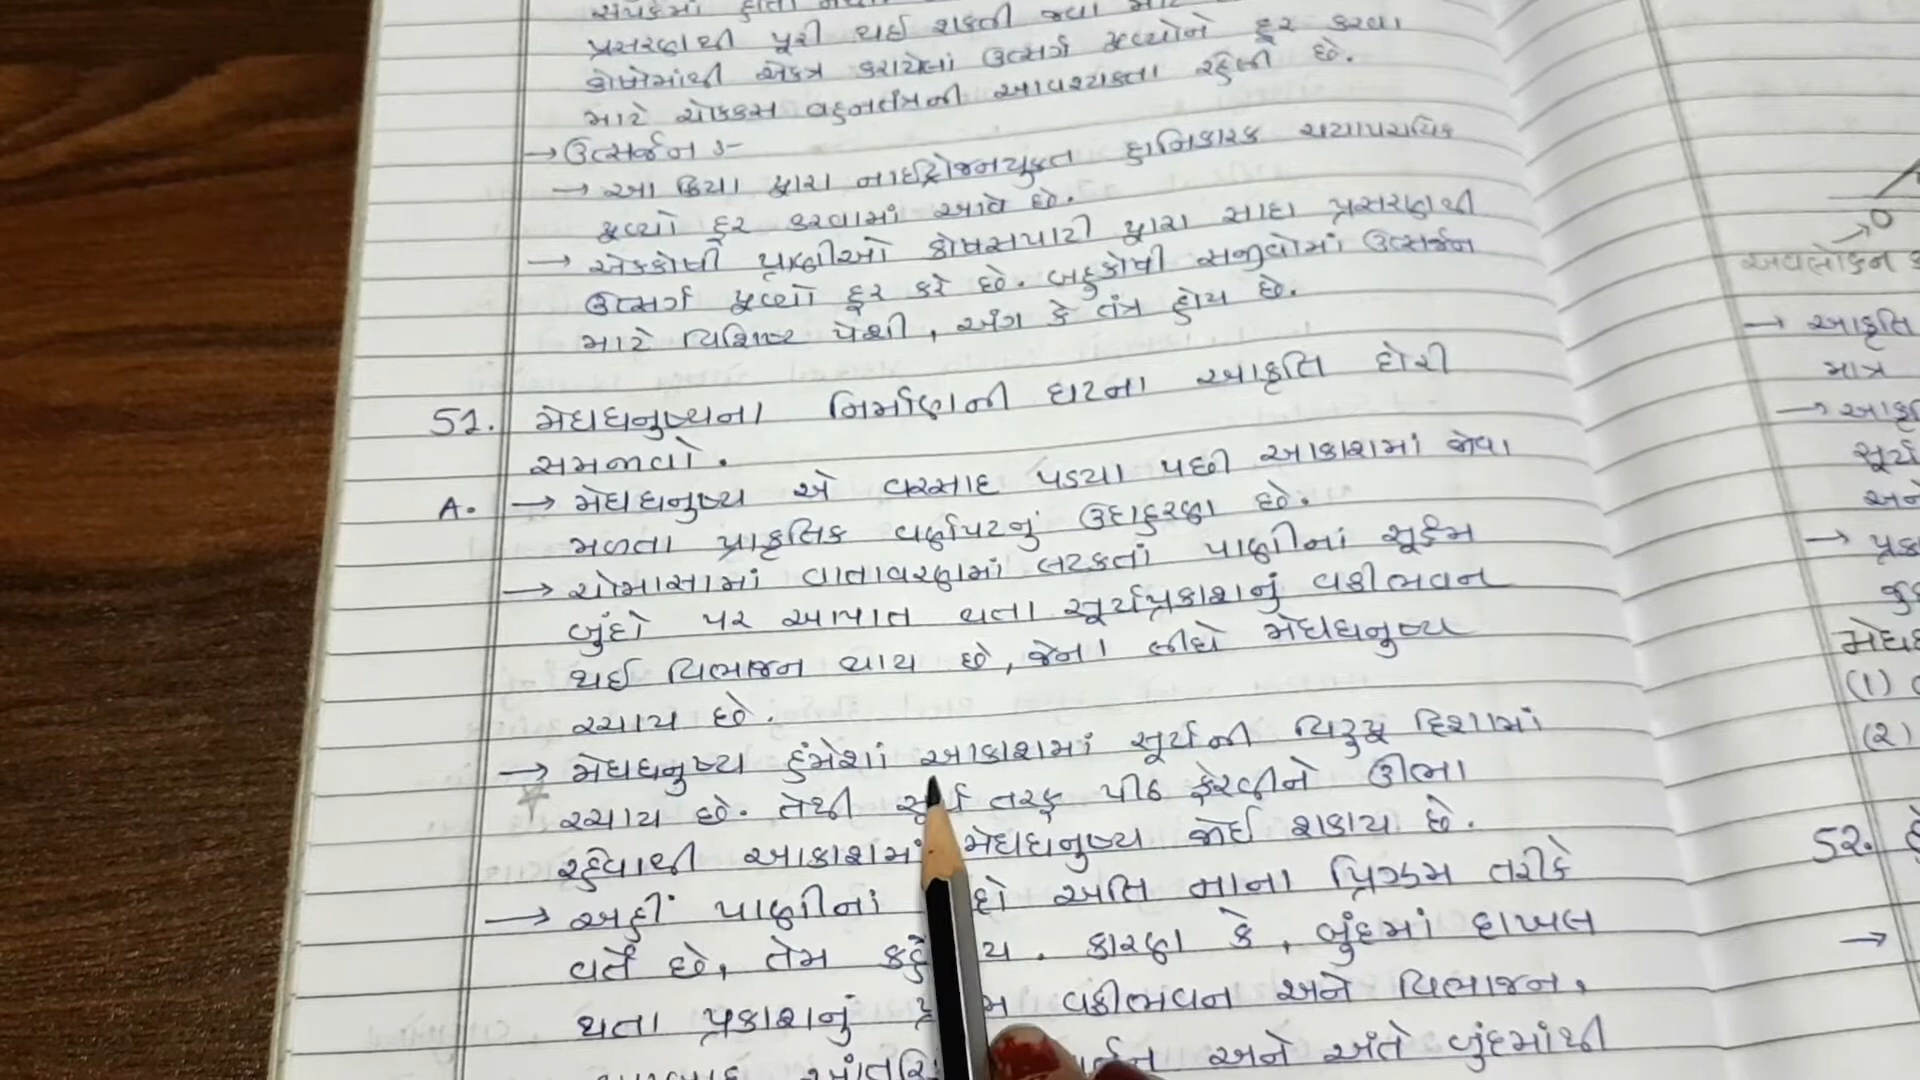 પ્રસરણથી પૂરી થઈ શકતી
કોષોમાંથી એકત્ર કરાયેલાં ઉત્સર્ગ દ્રવ્યોને દૂર કરવા
માટે ચોક્કસ વહનતંત્રની આવશ્યકતા રહેલી છે.
→ ઉત્સર્જન :-
→ આ ક્રિયા દ્વારા નાઈટ્રોજનયુક્ત હાનિકારક ચયાપચયિક
દ્રવ્યો દૂર કરવામાં આવે છે.
→ એકકોષી પ્રાણીઓ કોષસપાટી દ્વારા સાદા પ્રસરણથી
ઉત્સર્ગ દ્રવ્યો દૂર કરે છે. બહુકોષી સજીવોમાં ઉત્સર્જન
માટે વિશિષ્ટ પેશી, અંગ કે તંત્ર હોય છે.
51. મેઘધનુષ્યના નિર્માણની ઘટના આકૃતિ દોરી
સમજાવો.
A. → મેઘધનુષ્ય એ વરસાદ પડ્યા પછી આકાશમાં જોવા
મળતા પ્રાકૃતિક વર્ણપટનું ઉદાહરણ છે.
→ ચોમાસામાં વાતાવરણમાં લટકતાં પાણીનાં સૂક્ષ્મ
બુંદો પર આપાત થતા સૂર્યપ્રકાશનું વક્રીભવન
થઈ વિભાજન થાય છે, જેના લીધે મેઘધનુષ્ય
રચાય છે.
→ મેઘધનુષ્ય હંમેશાં આકાશમાં સૂર્યની વિરુદ્ધ દિશામાં
રચાય છે. તેથી સૂર્ય તરફ પીઠ ફેરવીને ઊભા
રહેવાથી આકાશમાં મેઘધનુષ્ય જોઈ શકાય છે.
→ અહીં પાણીનાં અતિ નાના પ્રિઝમ તરીકે
વર્તે છે, તેમ કારણ કે, બુંદમાં દાખલ
થતા પ્રકાશનું વક્રીભવન અને વિભાજન,
અને અંતે બુંદમાંથી
અવલોકન
→ આકૃતિ
માત્ર
→
સૂર્ય
અને
→
(1)
(2)
52.
→